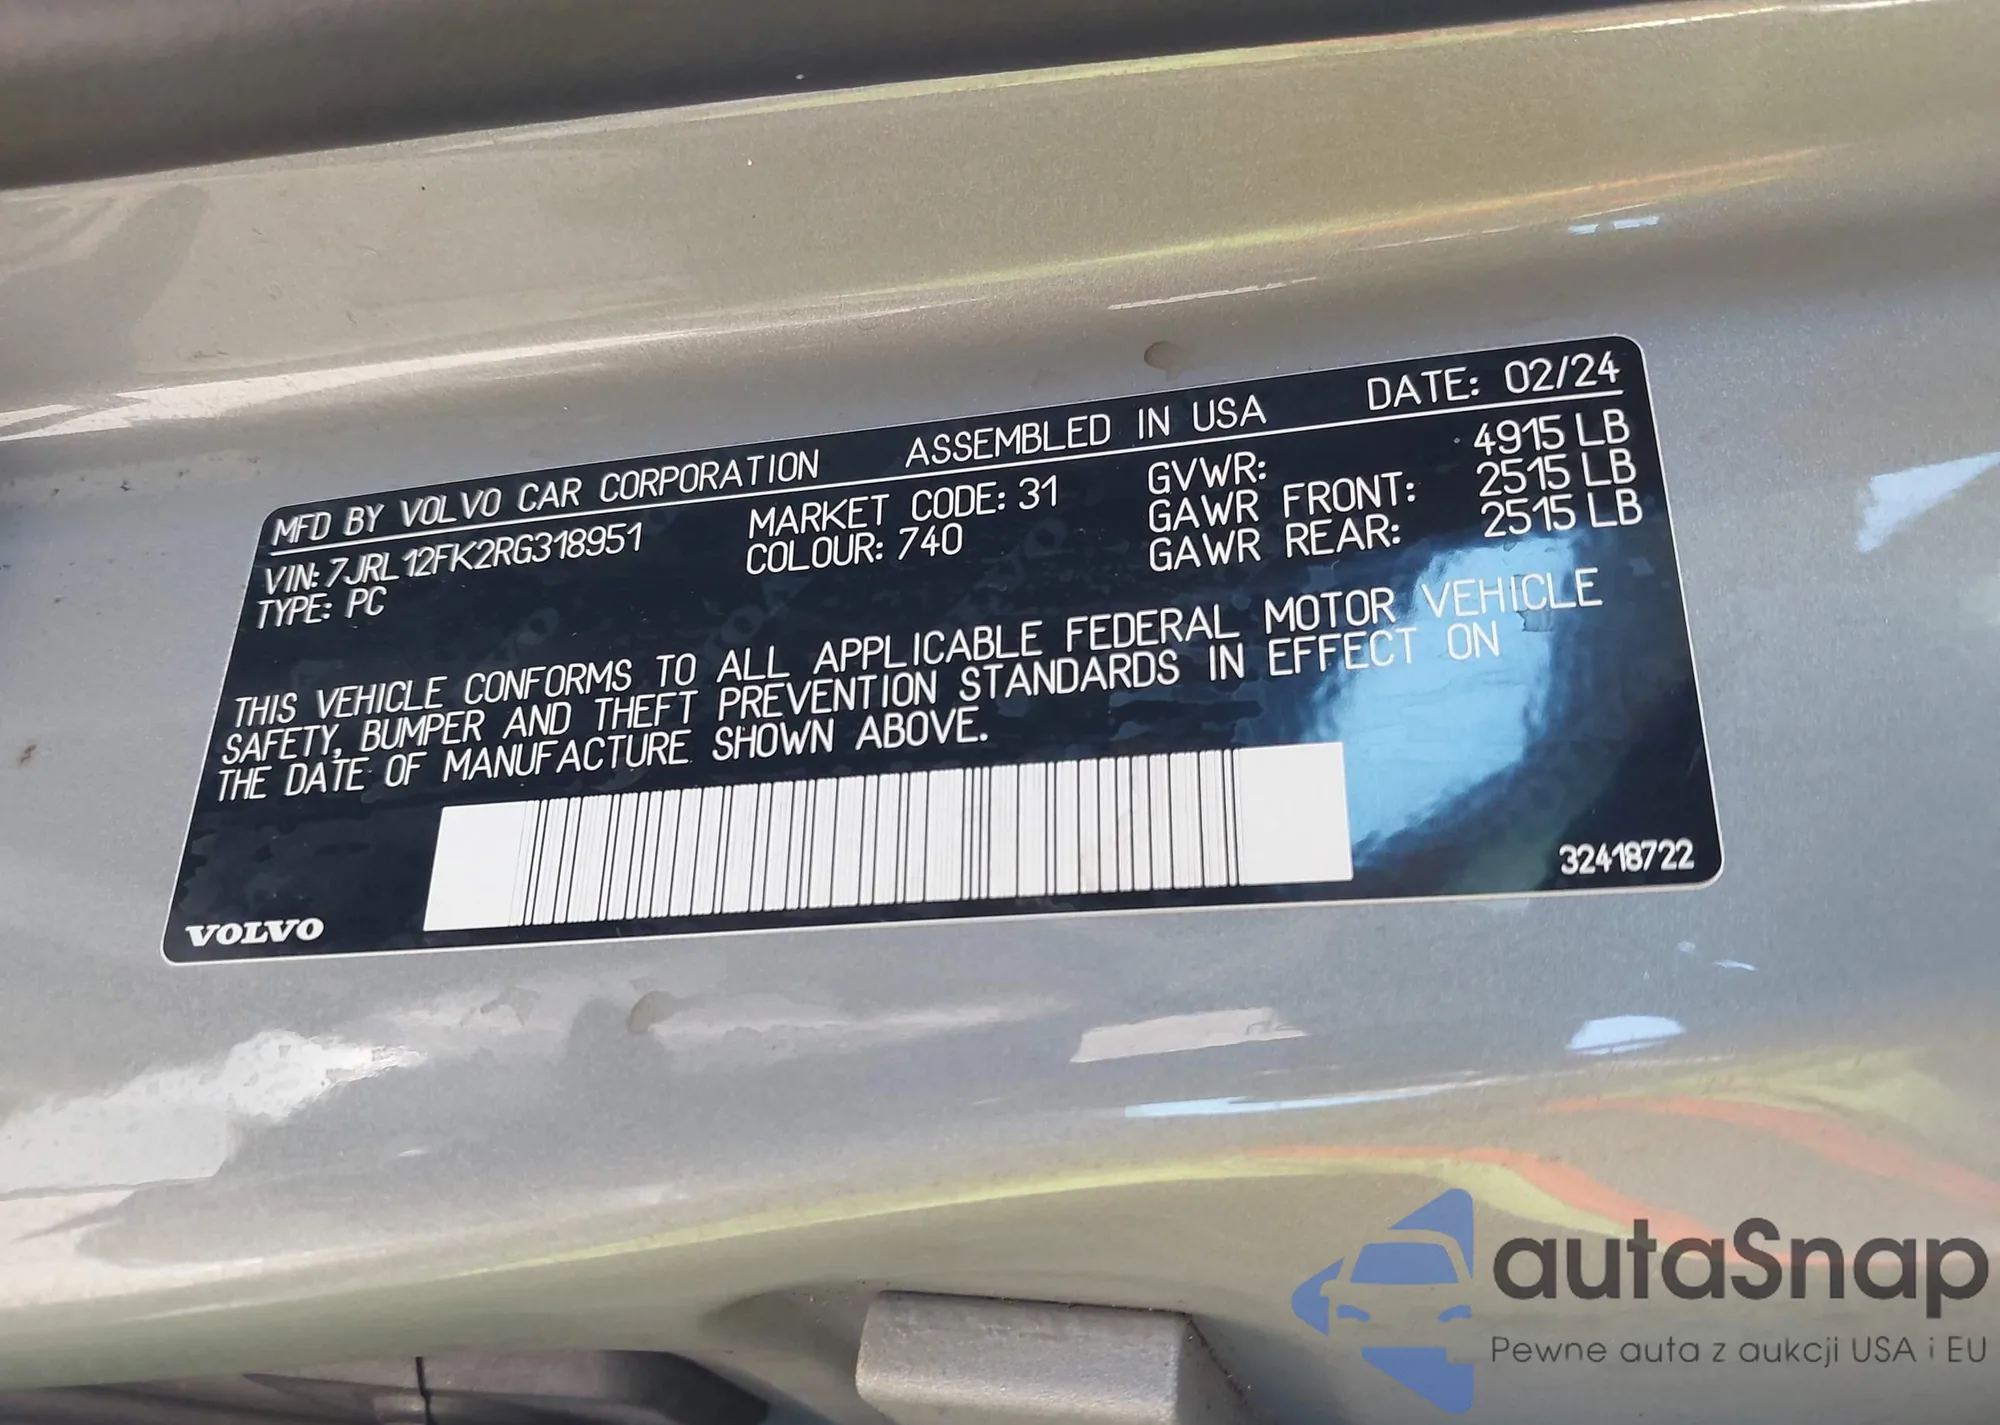 MFD BY VOLVO CAR CORPORATION ASSEMBLED IN USA DATE: 02/24
VIN: 7JRL12FK2RG318951 MARKET CODE: 31 GVWR: 4915 LB
TYPE: PC COLOUR: 740 GAWR FRONT: 2515 LB
GAWR REAR: 2515 LB
THIS VEHICLE CONFORMS TO ALL APPLICABLE FEDERAL MOTOR VEHICLE
SAFETY, BUMPER AND THEFT PREVENTION STANDARDS IN EFFECT ON
THE DATE OF MANUFACTURE SHOWN ABOVE.
32418722
VOLVO
autaSnap
Pewne auta z aukcji USA i EU